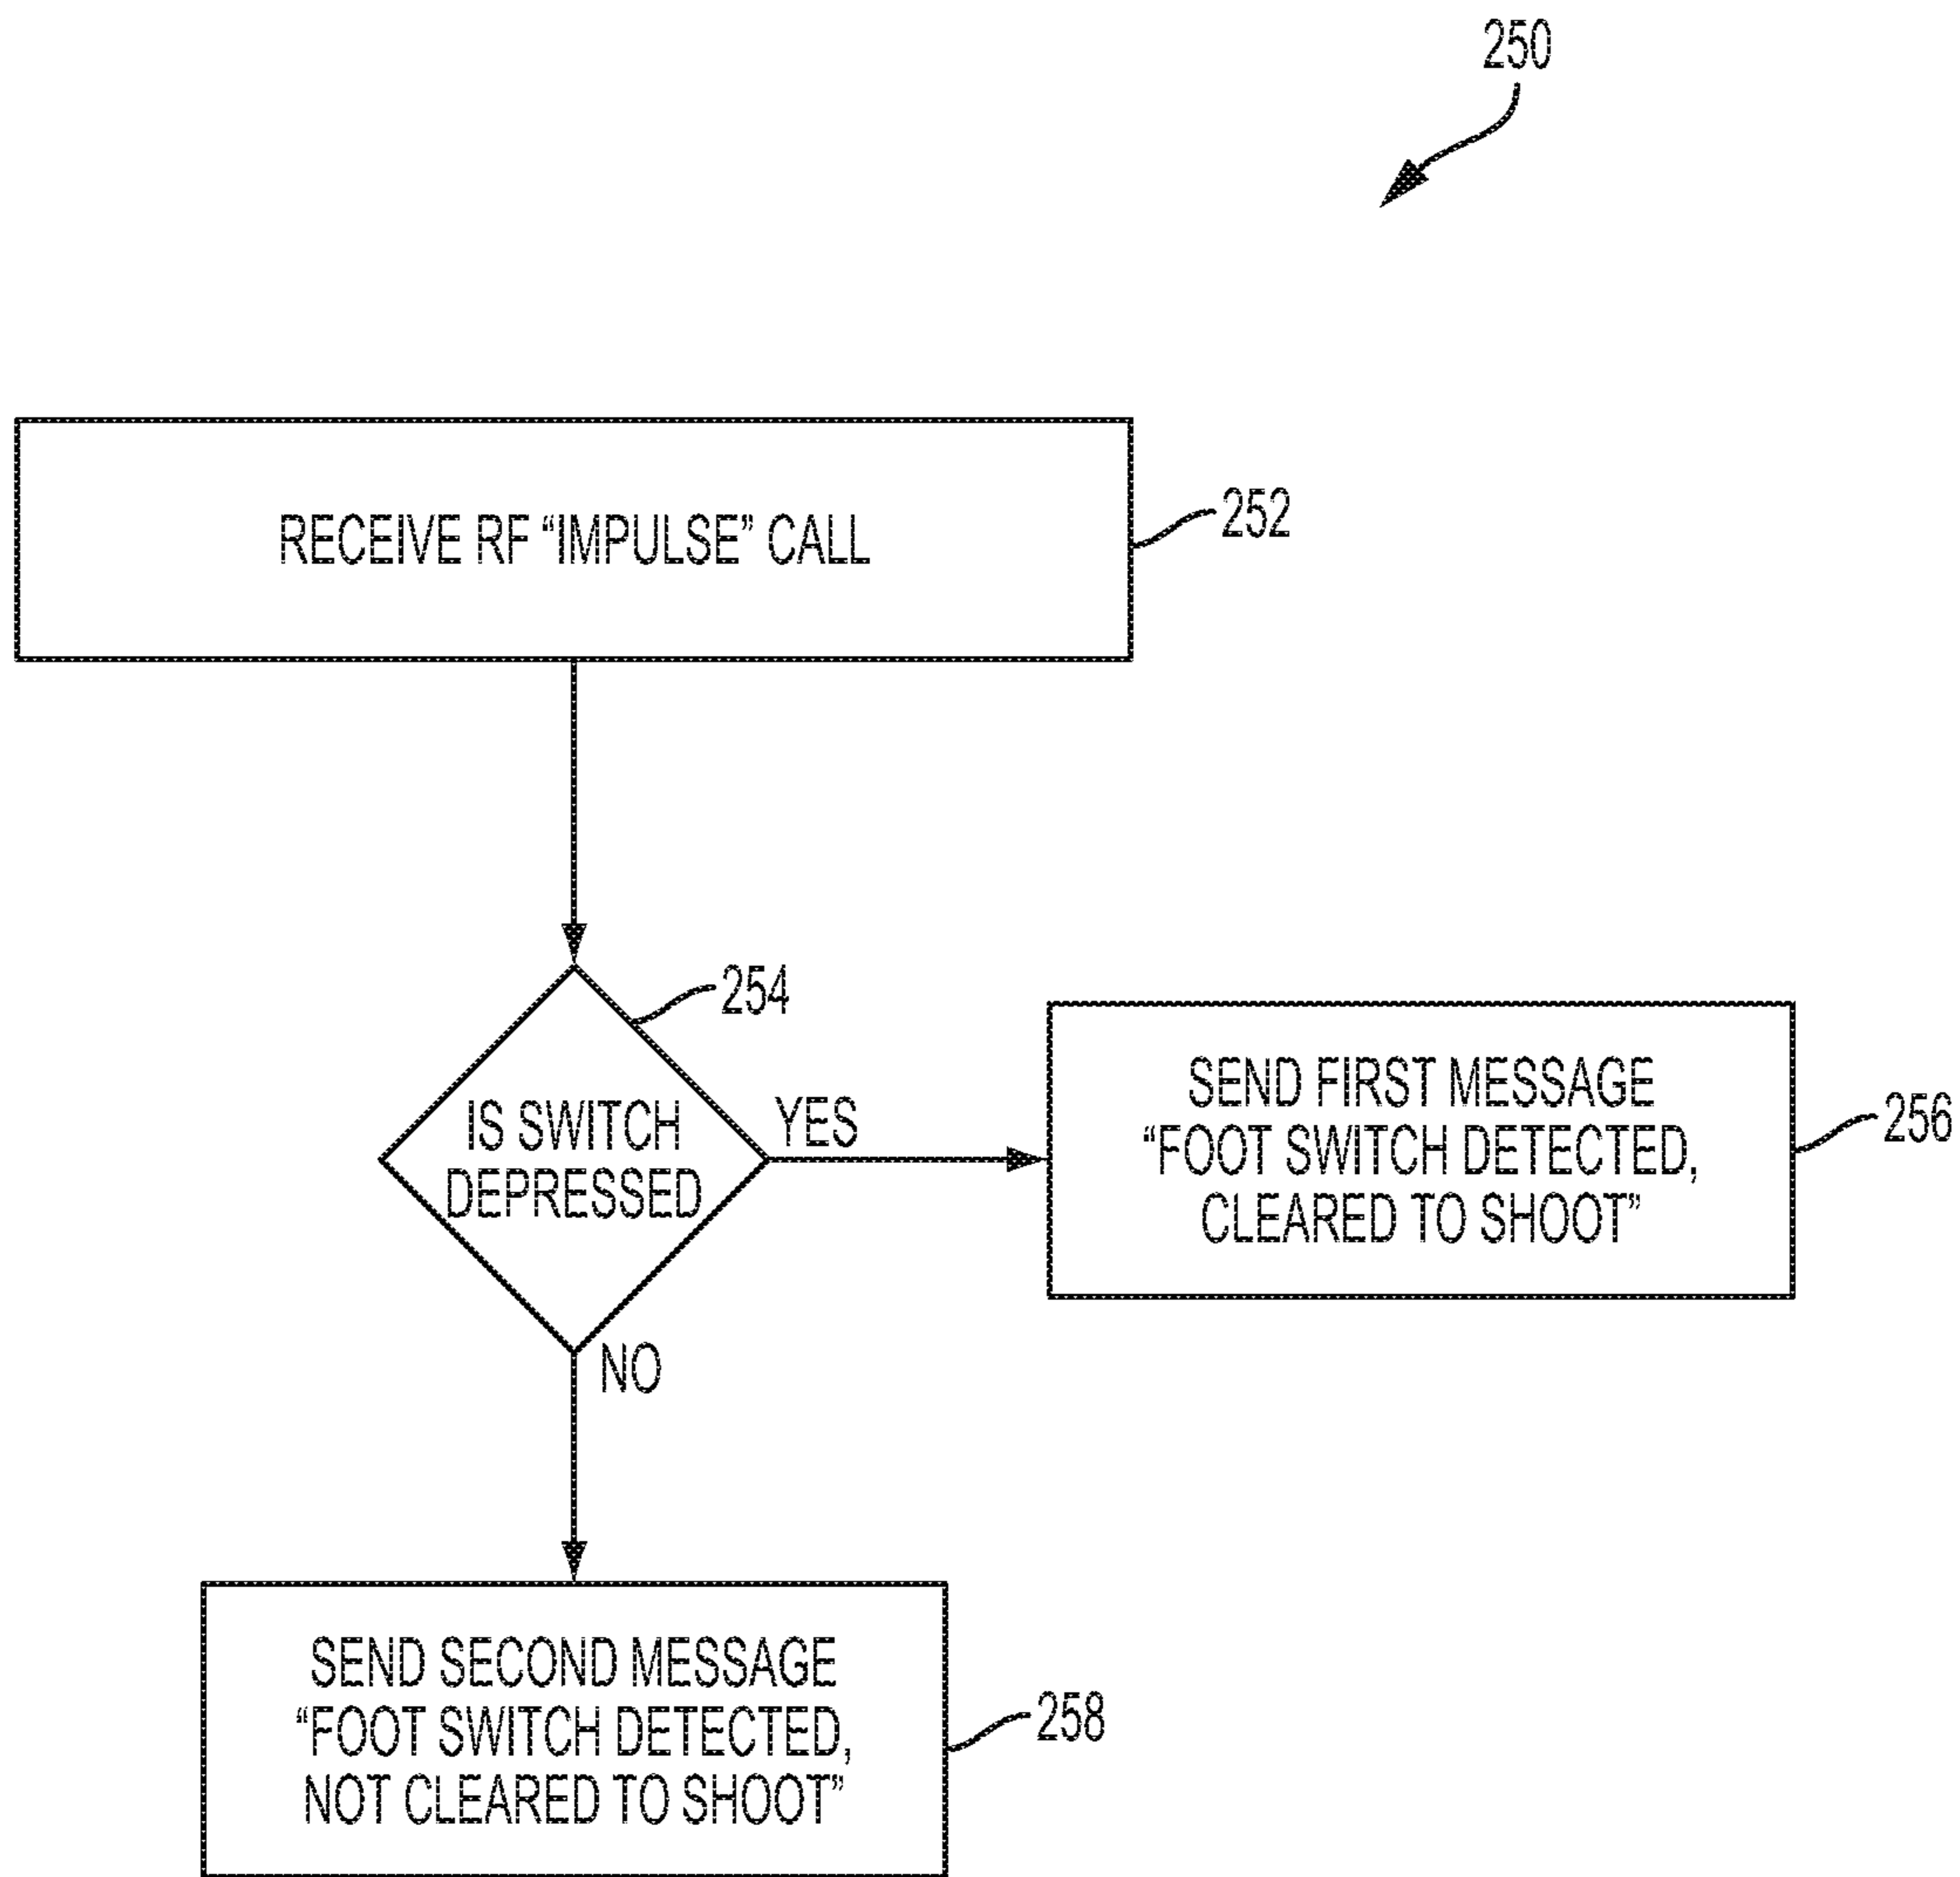 250
RECEIVE RF “IMPULSE” CALL
252
254
IS SWITCH
DEPRESSED
YES
SEND FIRST MESSAGE
“FOOT SWITCH DETECTED,
CLEARED TO SHOOT”
256
NO
SEND SECOND MESSAGE
“FOOT SWITCH DETECTED,
NOT CLEARED TO SHOOT”
258